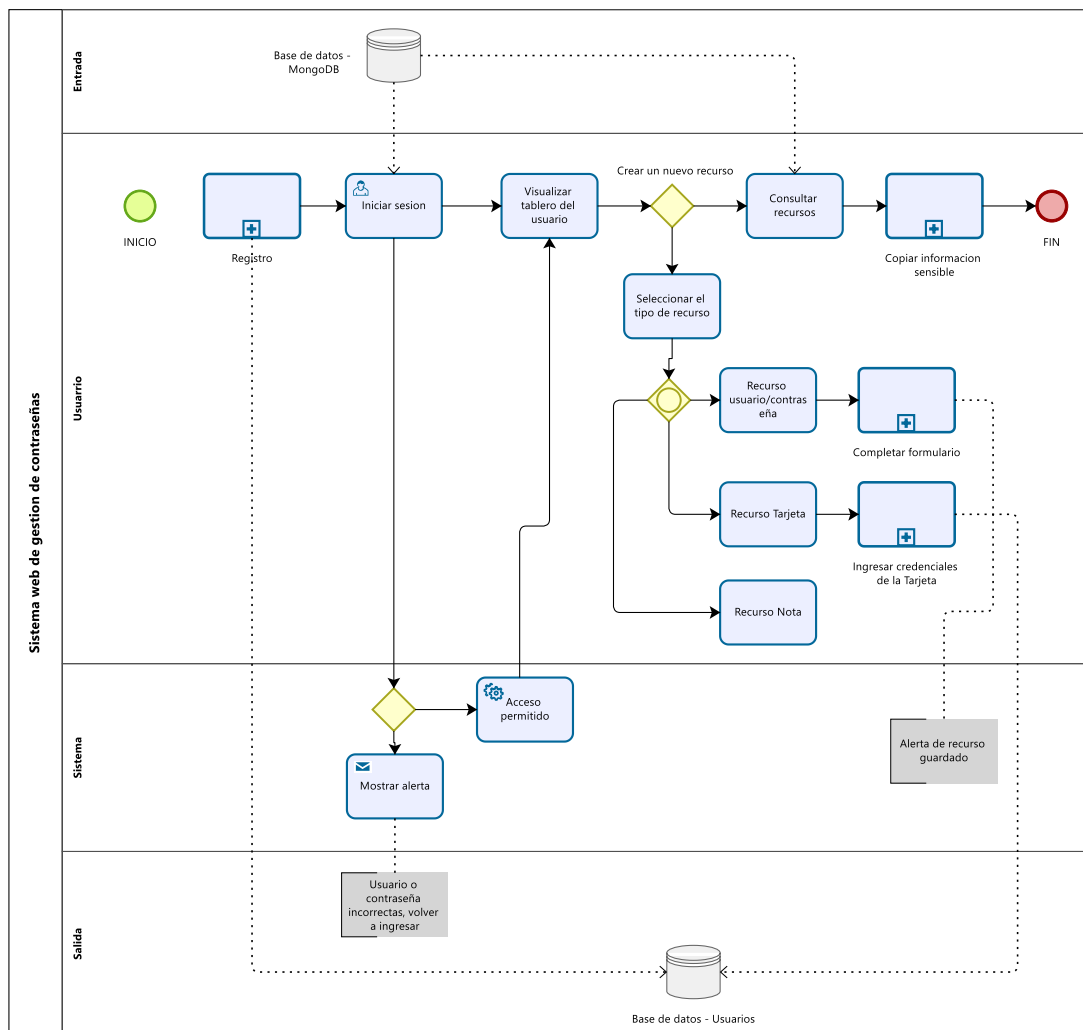 Sistema web de gestion de contraseñas
Entrada
Base de datos -
MongoDB
Usuarrio
INICIO
Registro
Iniciar sesion
Visualizar
tablero del
usuario
Crear un nuevo recurso
Consultar
recursos
Copiar informacion
sensible
FIN
Seleccionar el
tipo de recurso
Recurso
usuario/contras
eña
Completar formulario
Recurso Tarjeta
Ingresar credenciales
de la Tarjeta
Recurso Nota
Sistema
Acceso
permitido
Mostrar alerta
Alerta de recurso
guardado
Salida
Usuario o
contraseña
incorrectas, volver
a ingresar
Base de datos - Usuarios